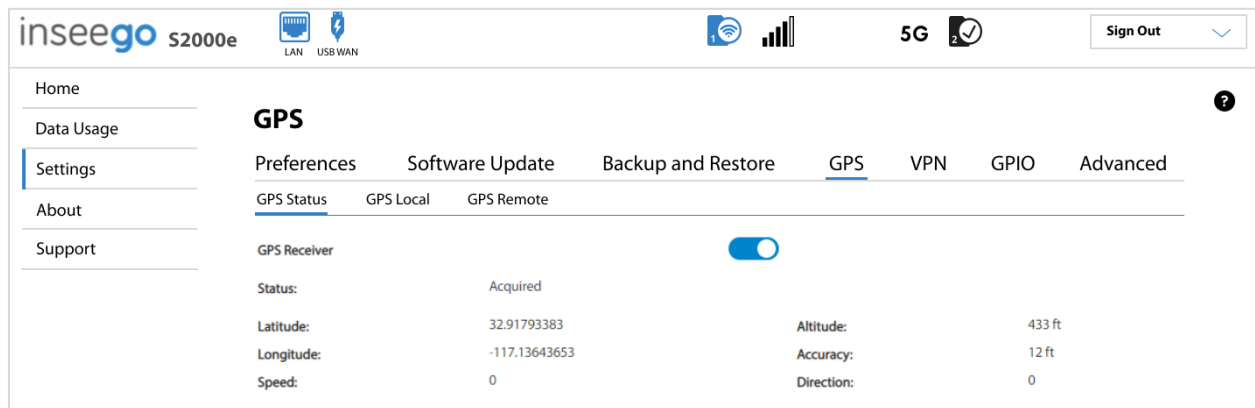 inseego S2000e
LAN USB WAN
1
5G
2
Sign Out
Home
Data Usage
Settings
About
Support
?
GPS
Preferences Software Update Backup and Restore GPS VPN GPIO Advanced
GPS Status GPS Local GPS Remote
GPS Receiver
Status: Acquired
Latitude: 32.91793383 Altitude: 433 ft
Longitude: -117.13643653 Accuracy: 12 ft
Speed: 0 Direction: 0